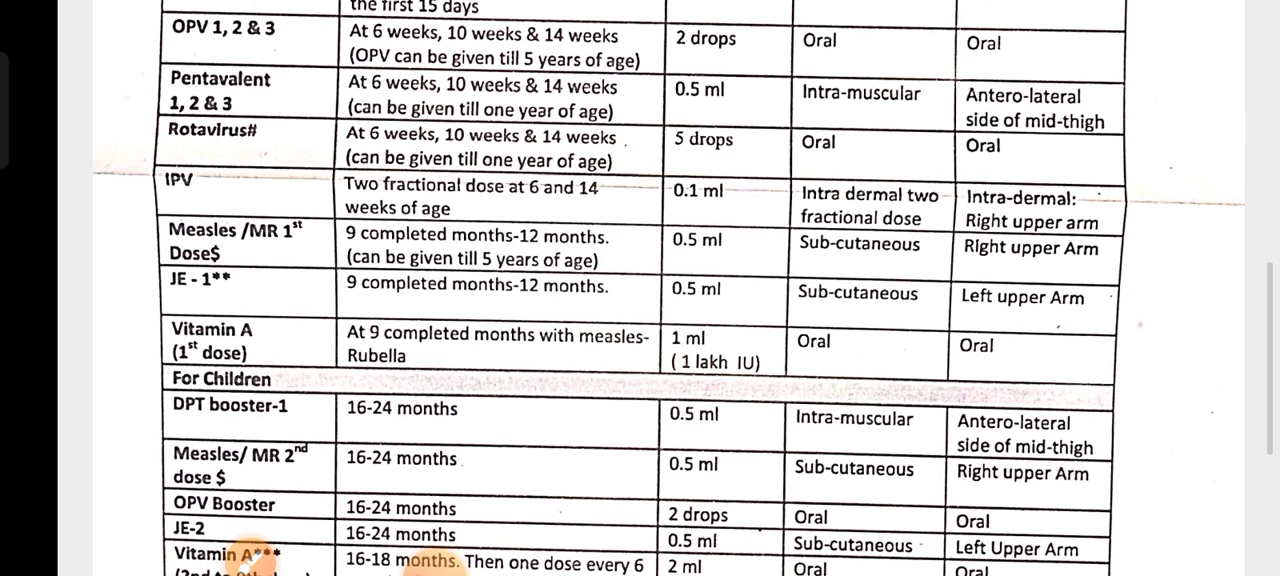 the first 15 days
OPV 1, 2 & 3 At 6 weeks, 10 weeks & 14 weeks 2 drops Oral Oral
(OPV can be given till 5 years of age)
Pentavalent At 6 weeks, 10 weeks & 14 weeks 0.5 ml Intra-muscular Antero-lateral
1, 2 & 3 (can be given till one year of age) side of mid-thigh
Rotavirus# At 6 weeks, 10 weeks & 14 weeks 5 drops Oral Oral
(can be given till one year of age)
IPV Two fractional dose at 6 and 14 0.1 ml Intra dermal two Intra-dermal:
weeks of age fractional dose Right upper arm
Measles /MR 1st 9 completed months-12 months. 0.5 ml Sub-cutaneous Right upper Arm
Dose$ (can be given till 5 years of age)
JE - 1** 9 completed months-12 months. 0.5 ml Sub-cutaneous Left upper Arm
Vitamin A At 9 completed months with measles- 1 ml Oral Oral
(1st dose) Rubella ( 1 lakh IU)
For Children
DPT booster-1 16-24 months 0.5 ml Intra-muscular Antero-lateral
side of mid-thigh
Measles/ MR 2nd 16-24 months 0.5 ml Sub-cutaneous Right upper Arm
dose $
OPV Booster 16-24 months 2 drops Oral Oral
JE-2 16-24 months 0.5 ml Sub-cutaneous Left Upper Arm
Vitamin A*** 16-18 months. Then one dose every 6 2 ml Oral Oral